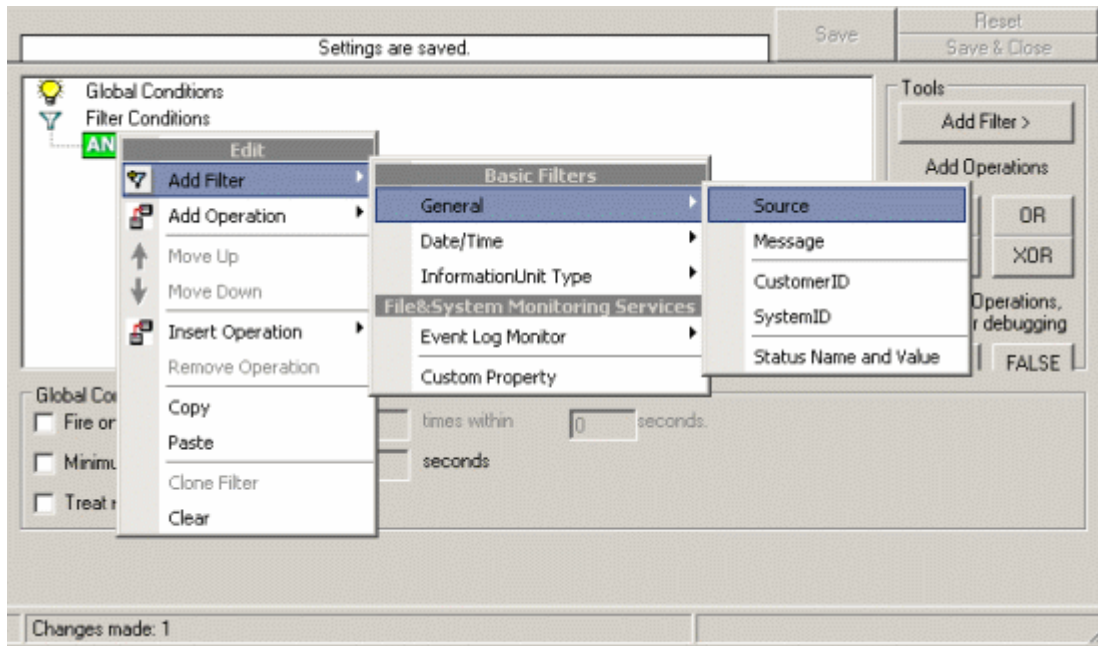 Settings are saved.
Save
Reset
Save & Close
Global Conditions
Filter Conditions
AN
Edit
Add Filter
Add Operation
Move Up
Move Down
Insert Operation
Remove Operation
Copy
Paste
Clone Filter
Clear
Basic Filters
General
Date/Time
InformationUnit Type
File&System Monitoring Services
Event Log Monitor
Custom Property
Source
Message
CustomerID
SystemID
Status Name and Value
Tools
Add Filter >
Add Operations
OR
XOR
Operations,
debugging
FALSE
Global
Fire
times within 0 seconds.
seconds
Treat
Changes made: 1